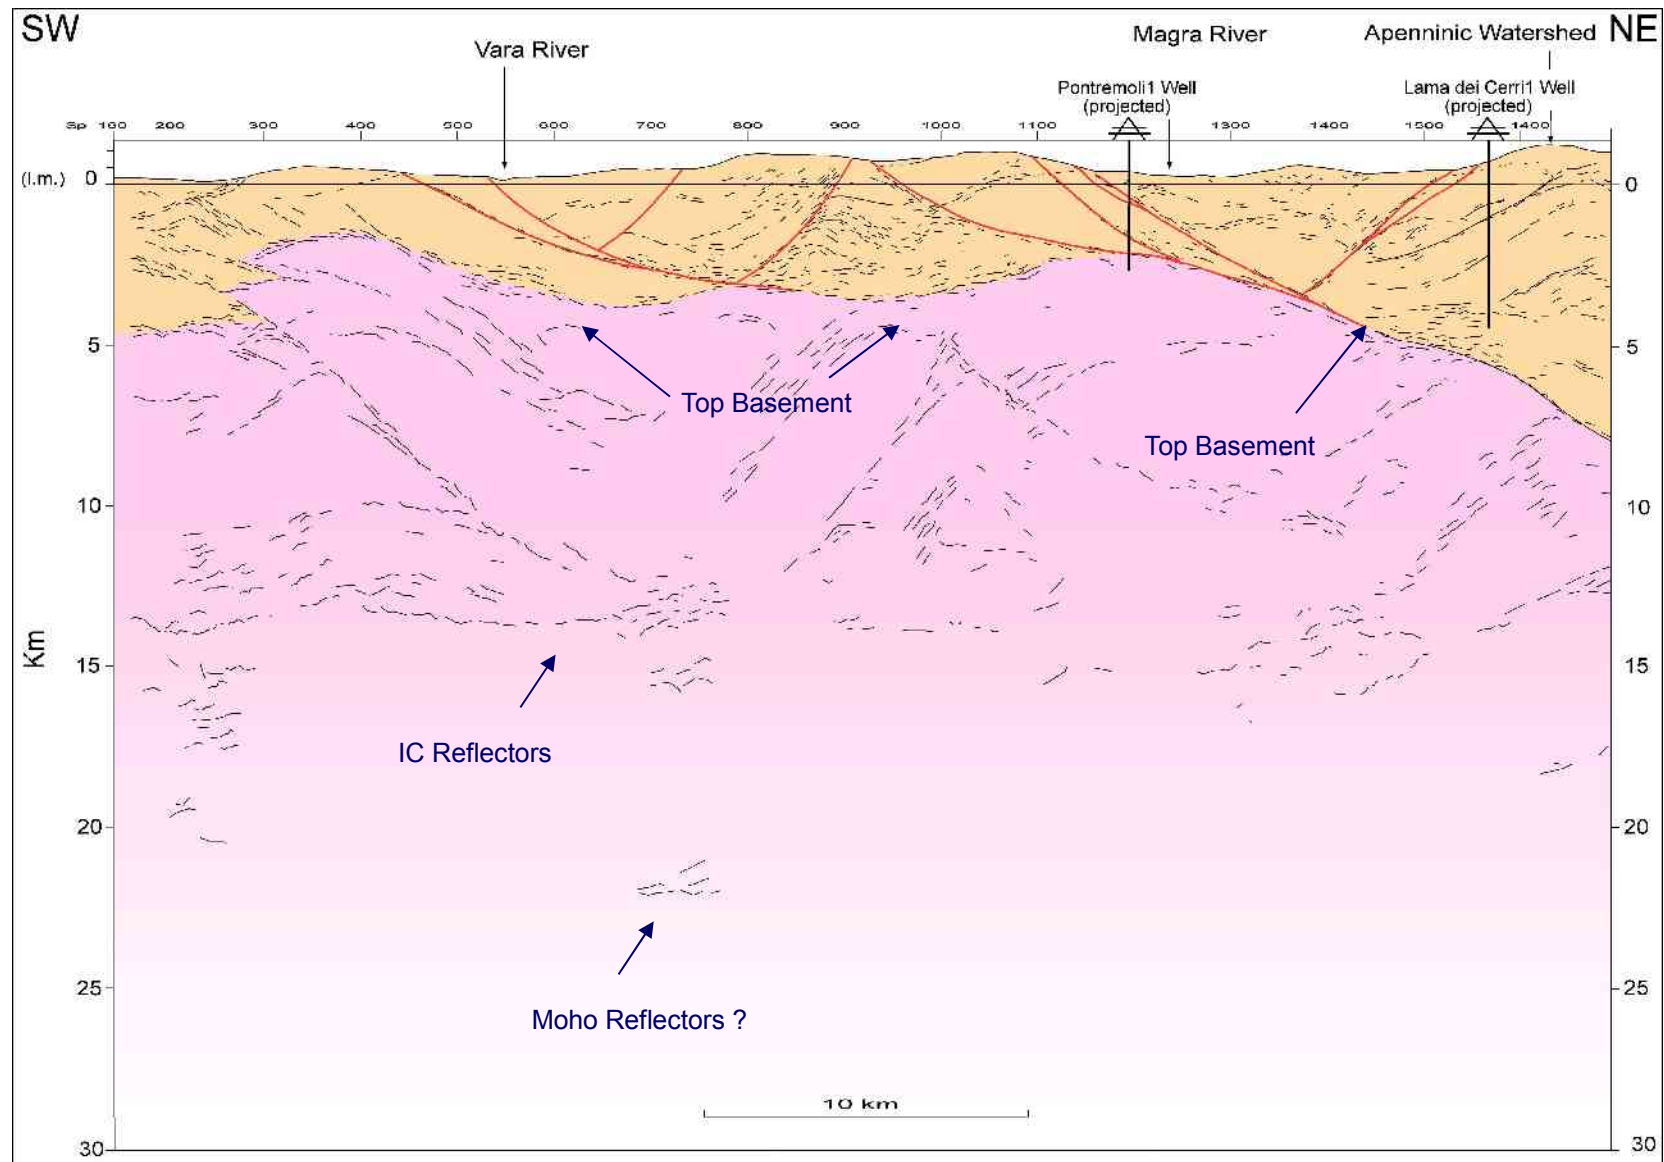 SW
NE
Vara River
Magra River
Apenninic Watershed
Pontremoli1 Well
(projected)
Lama dei Cerri1 Well
(projected)
Sp 100 200 300 400 500 600 700 800 900 1000 1100 1300 1400 1500 1400
(l.m.) 0
0
5
5
Top Basement
Top Basement
10
10
Km
15
15
IC Reflectors
20
20
25
25
Moho Reflectors ?
10 km
30
30